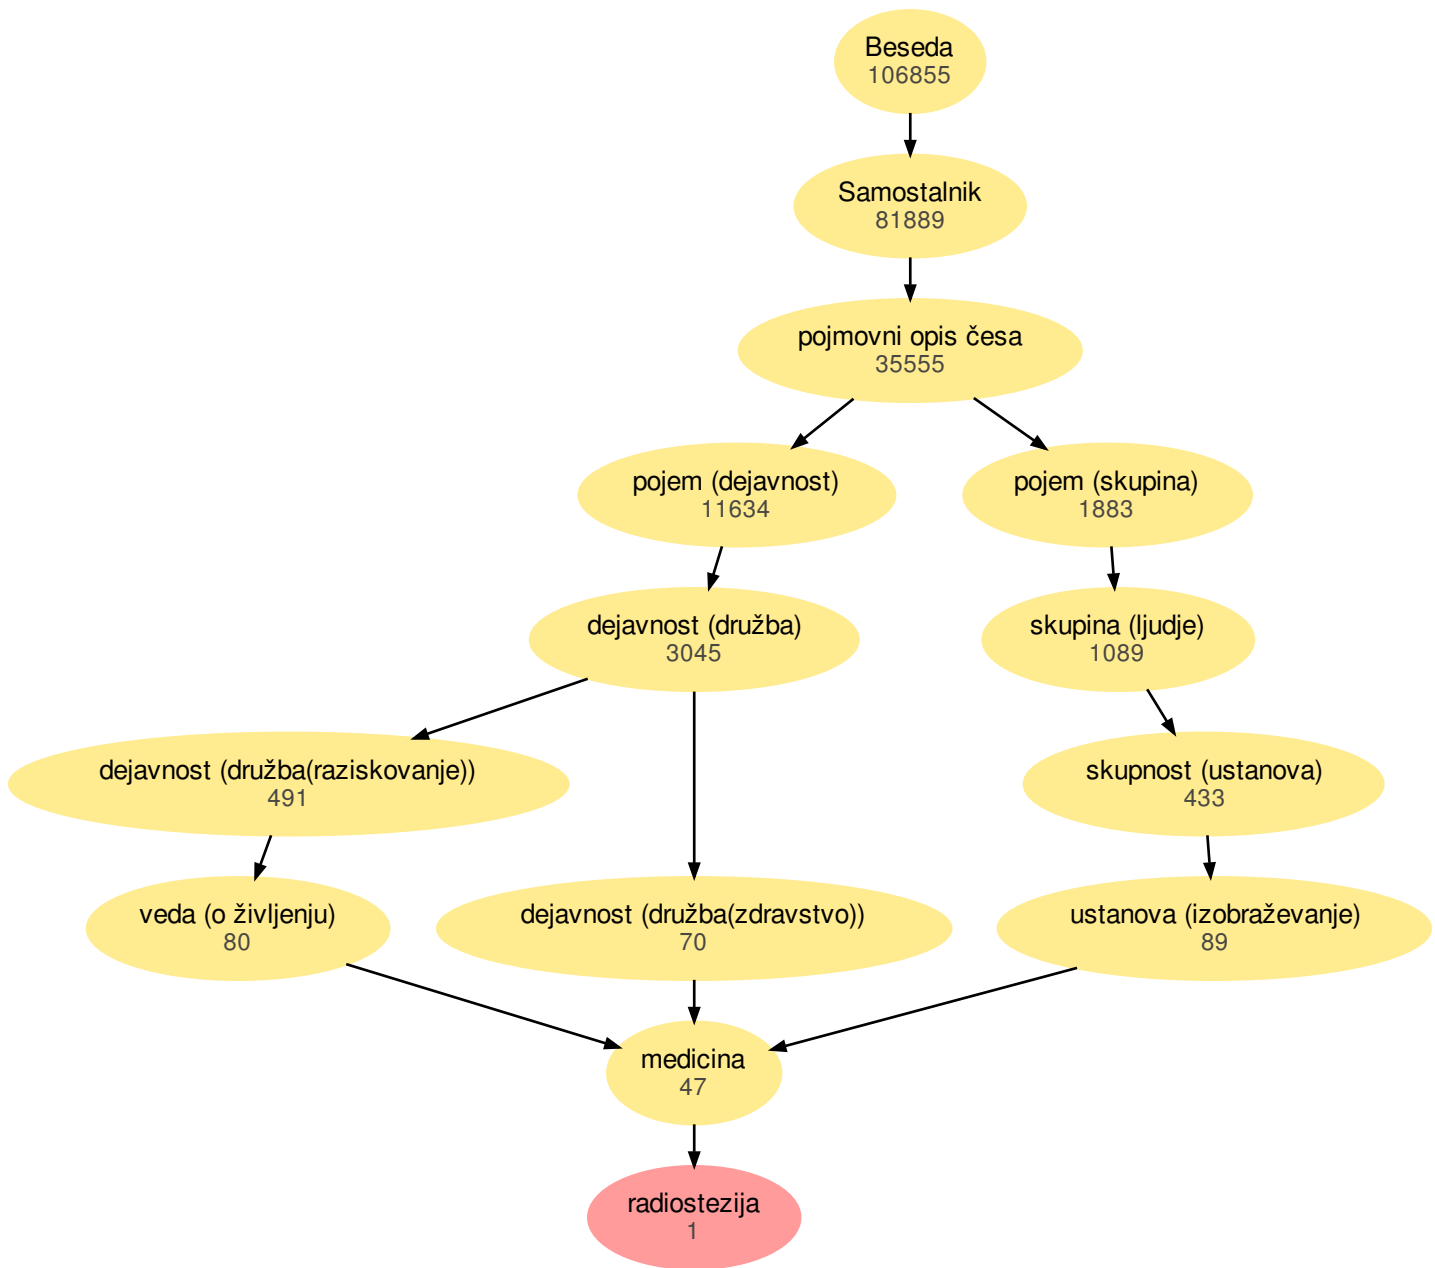 Beseda
106855
Samostalnik
81889
pojmovni opis česa
35555
pojem (dejavnost)
11634
pojem (skupina)
1883
dejavnost (družba)
3045
skupina (ljudje)
1089
dejavnost (družba(raziskovanje))
491
skupnost (ustanova)
433
veda (o življenju)
80
dejavnost (družba(zdravstvo))
70
ustanova (izobraževanje)
89
medicina
47
radiostezija
1